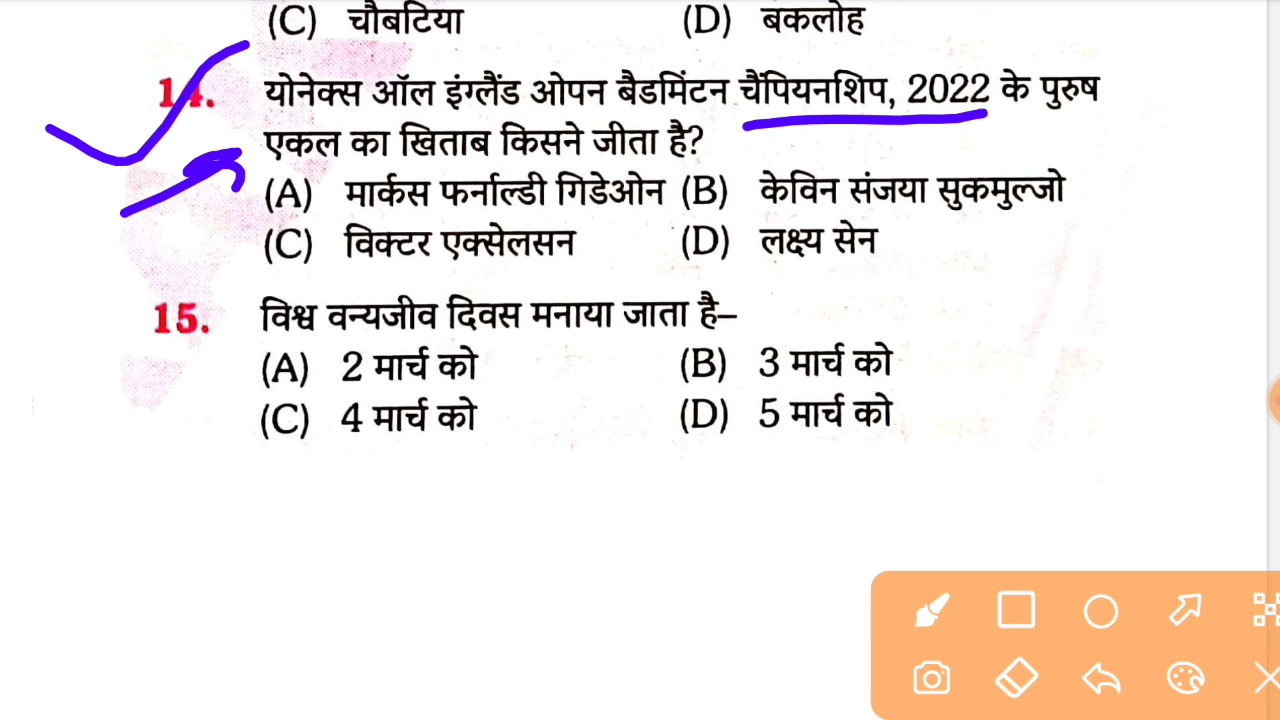 (C) चौबटिया (D) बकलोह
14. योनेक्स ऑल इंग्लैंड ओपन बैडमिंटन चैंपियनशिप, 2022 के पुरुष
एकल का खिताब किसने जीता है?
(A) मार्कस फर्नाल्डी गिडेओन (B) केविन संजया सुकमुल्जो
(C) विक्टर एक्सेलसन (D) लक्ष्य सेन
15. विश्व वन्यजीव दिवस मनाया जाता है–
(A) 2 मार्च को (B) 3 मार्च को
(C) 4 मार्च को (D) 5 मार्च को